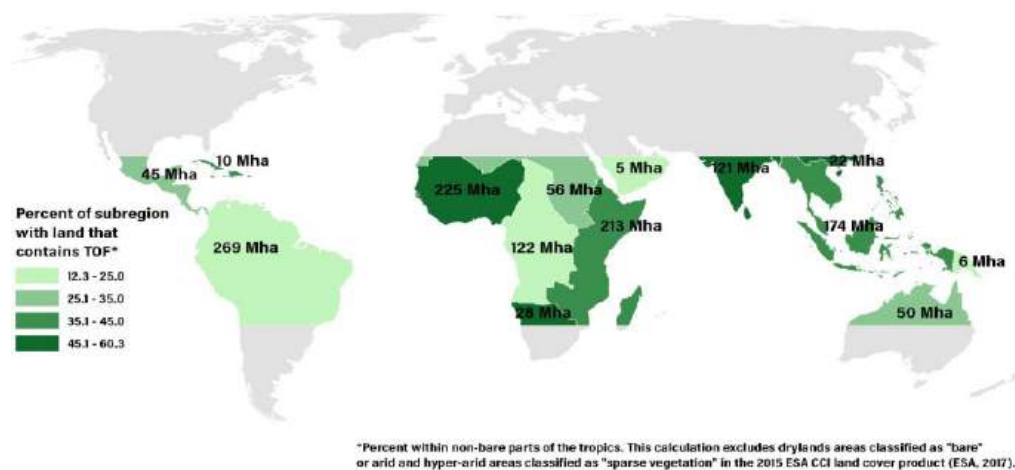 10 Mha
45 Mha
225 Mha
56 Mha
5 Mha
121 Mha
22 Mha
Percent of subregion
with land that
contains TOF*
269 Mha
122 Mha
213 Mha
174 Mha
6 Mha
12.3 - 25.0
25.1 - 35.0
35.1 - 45.0
45.1 - 60.3
28 Mha
50 Mha
*Percent within non-bare parts of the tropics. This calculation excludes drylands areas classified as "bare"
or arid and hyper-arid areas classified as "sparse vegetation" in the 2015 ESA CCI land cover product (ESA, 2017).